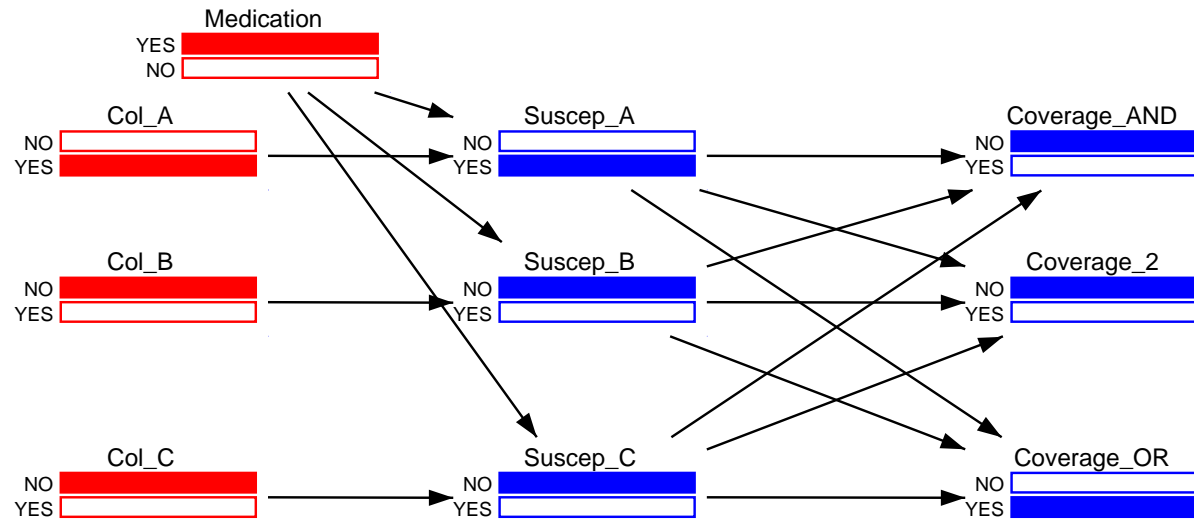 Medication
YES
NO
Col_A
NO
YES
Suscep_A
NO
YES
Coverage_AND
NO
YES
Col_B
NO
YES
Suscep_B
NO
YES
Coverage_2
NO
YES
Col_C
NO
YES
Suscep_C
NO
YES
Coverage_OR
NO
YES